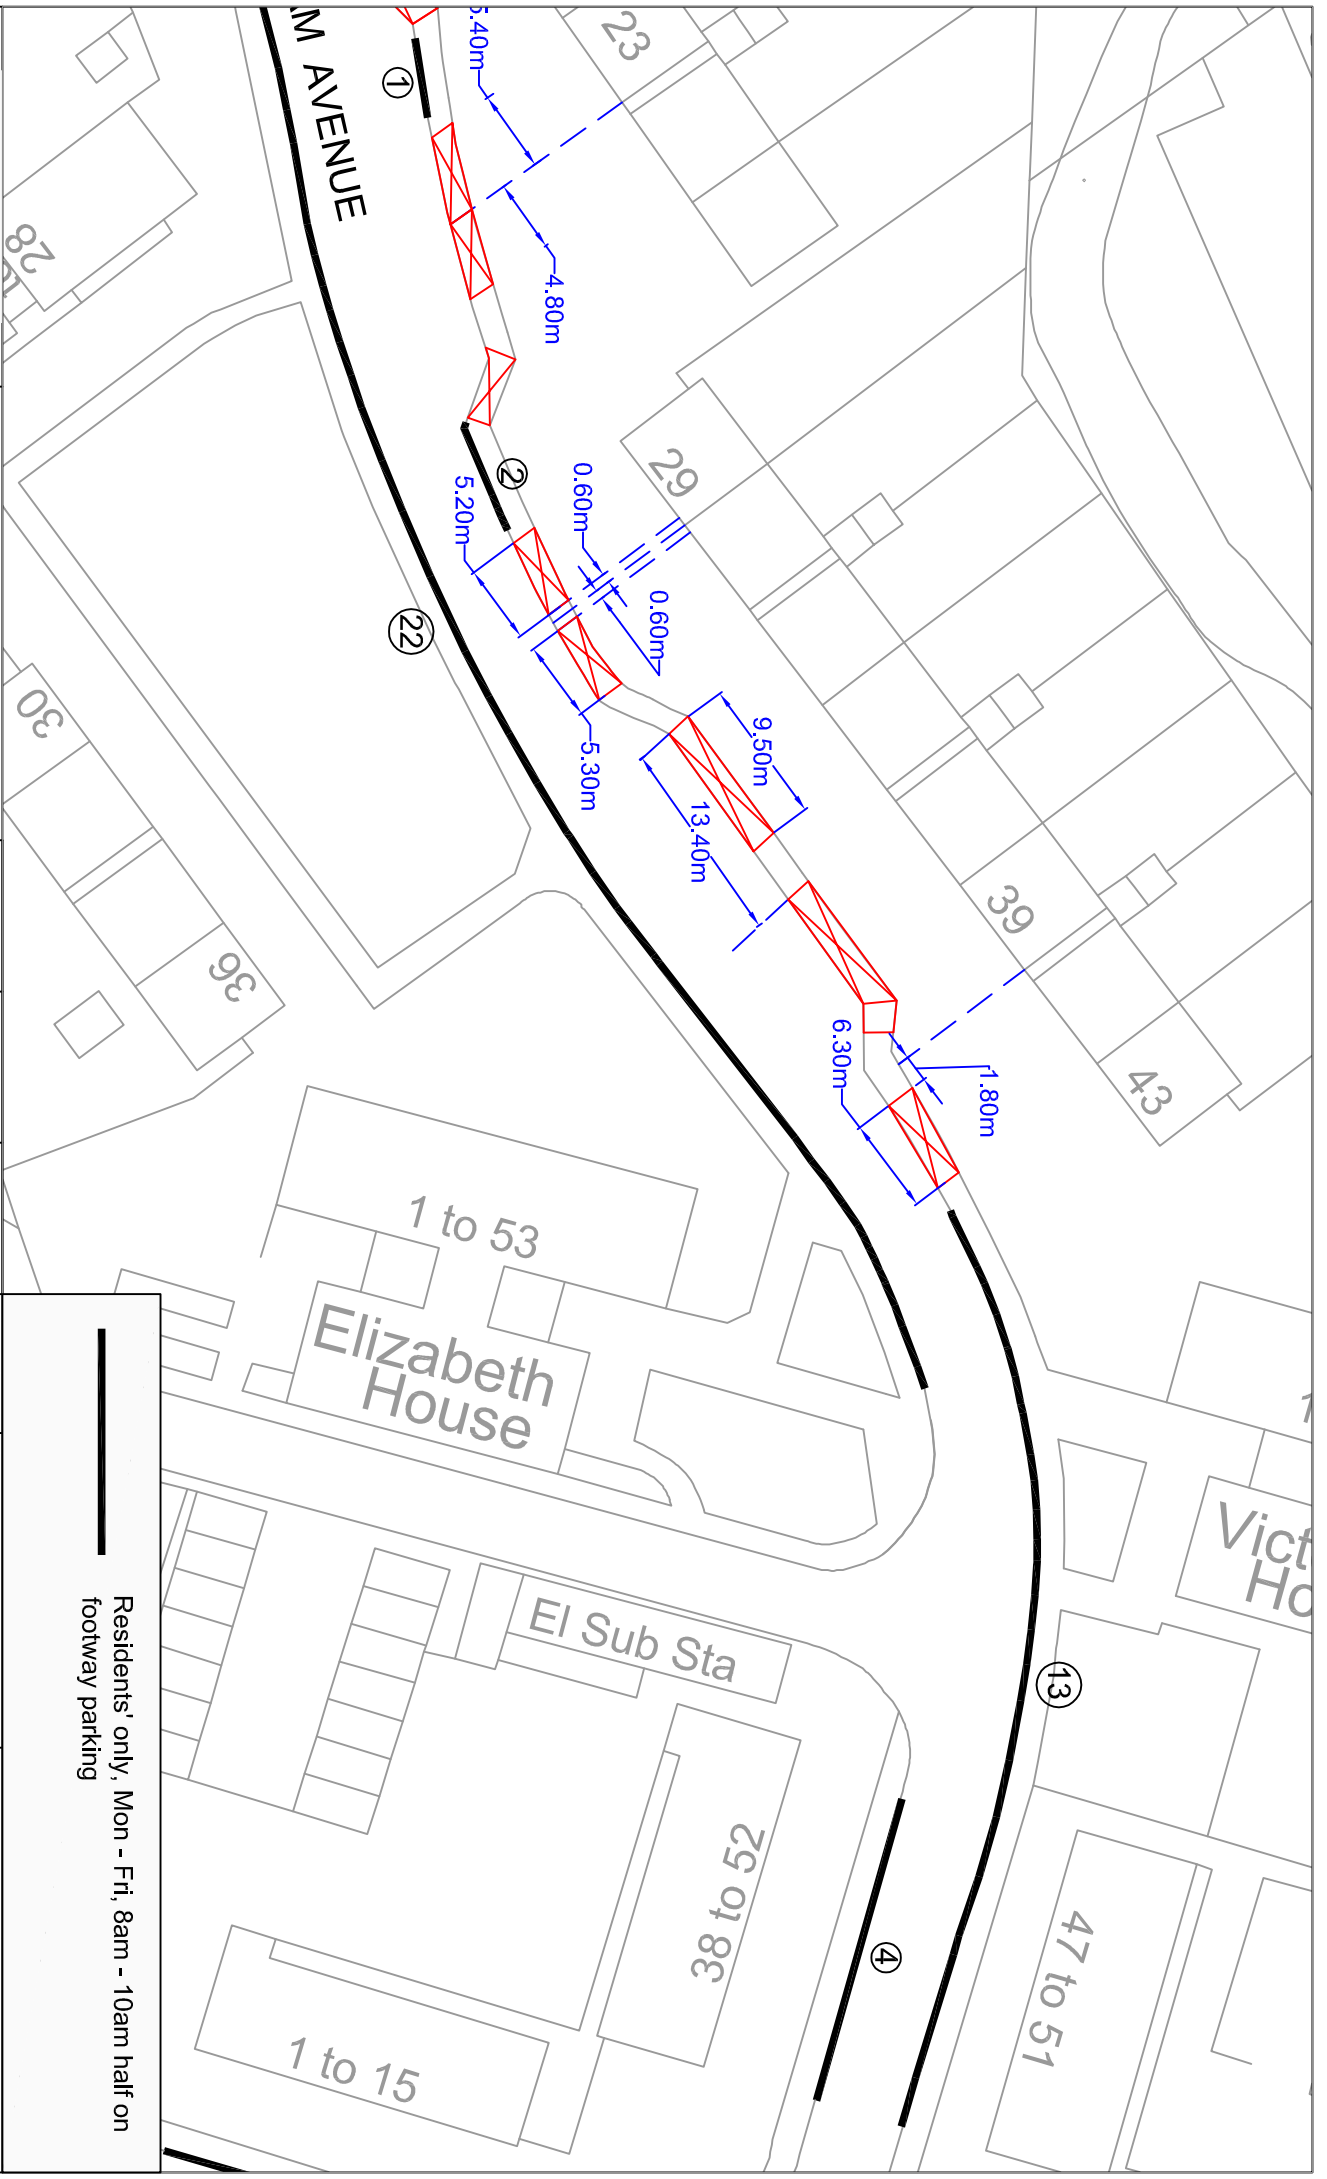 AVENUE
①
②
㉒
⑬
④
4.80m
0.60m
0.60m
5.20m
5.30m
9.50m
13.40m
6.30m
1.80m
23
28
29
30
36
39
43
1 to 53
Elizabeth
House
El Sub Sta
38 to 52
47 to 51
1 to 15
Residents' only, Mon - Fri, 8am - 10am half on
footway parking